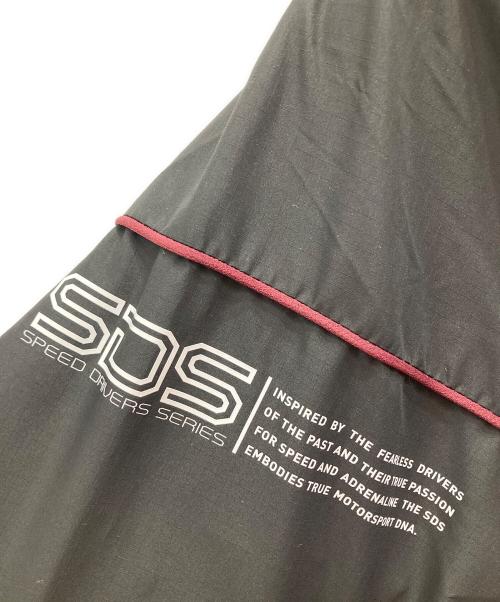 SDS
SPEED DRIVERS SERIES
INSPIRED BY THE FEARLESS DRIVERS
OF THE PAST AND THEIR TRUE PASSION
FOR SPEED AND ADRENALINE THE SDS
EMBODIES TRUE MOTORSPORT DNA.